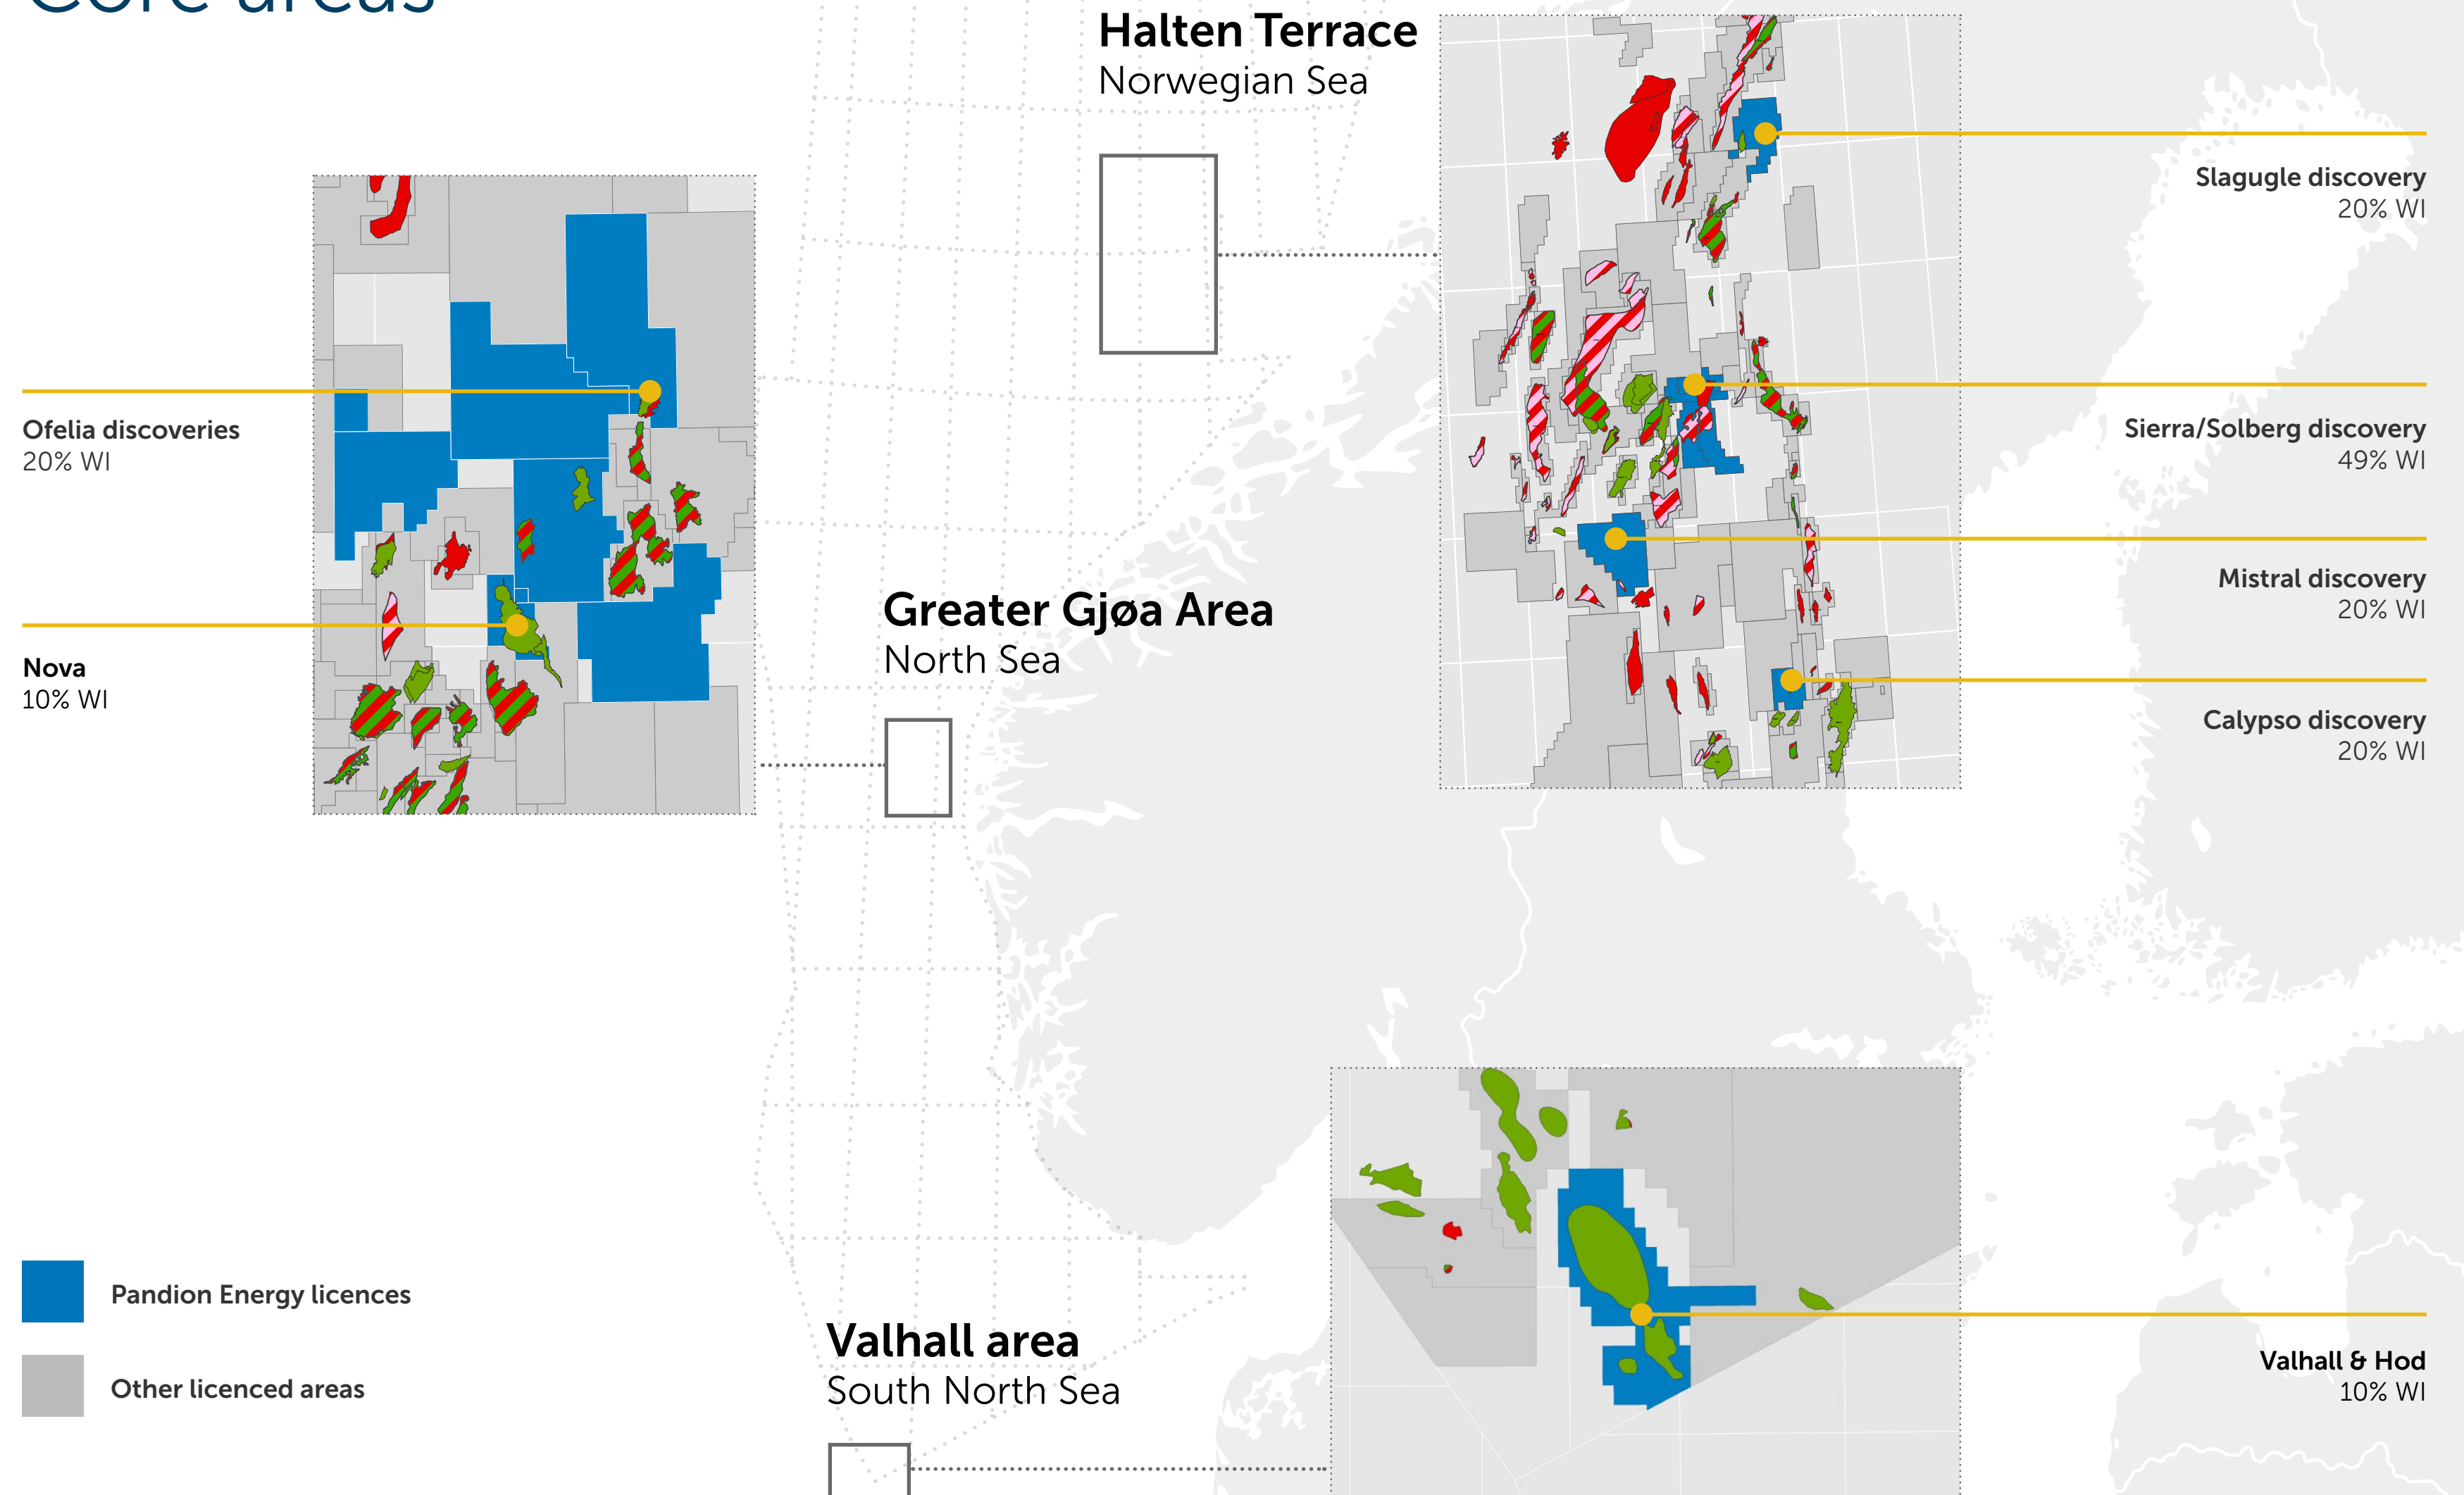 Core areas
Halten Terrace
Norwegian Sea
Slagugle discovery
20% WI
Ofelia discoveries
20% WI
Sierra/Solberg discovery
49% WI
Mistral discovery
20% WI
Greater Gjøa Area
North Sea
Nova
10% WI
Calypso discovery
20% WI
Pandion Energy licences
Other licenced areas
Valhall area
South North Sea
Valhall & Hod
10% WI